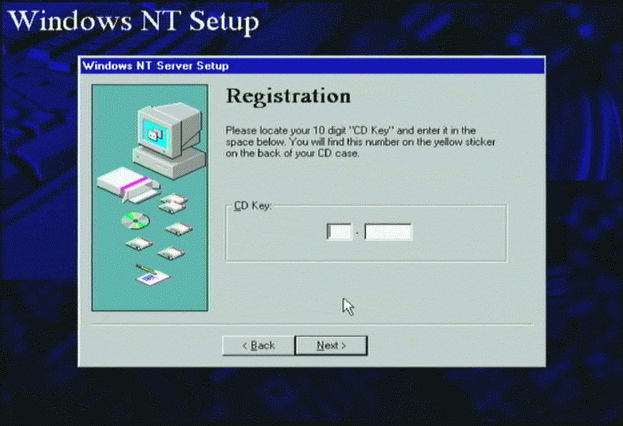 Windows NT Setup
Windows NT Server Setup
Registration
Please locate your 10 digit "CD Key" and enter it in the
space below. You will find this number on the yellow sticker
on the back of your CD case.
CD Key:
-
< Back
Next >